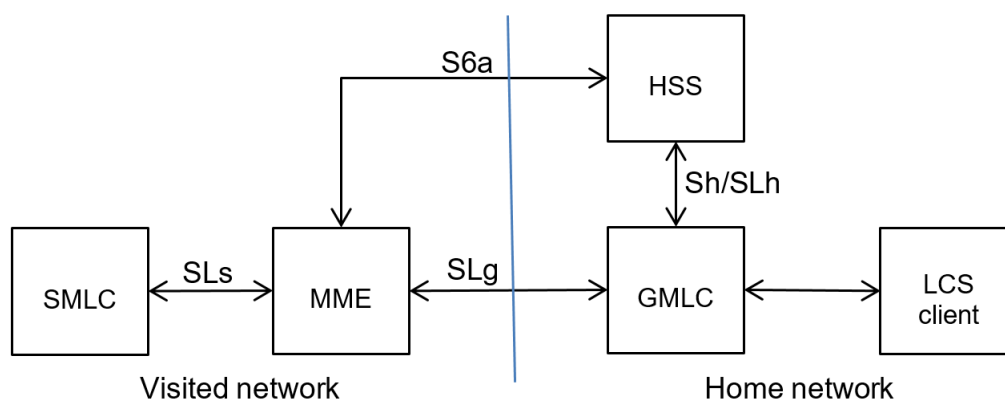 S6a
HSS
Sh/SLh
SMLC
SLs
MME
SLg
GMLC
LCS
client
Visited network
Home network